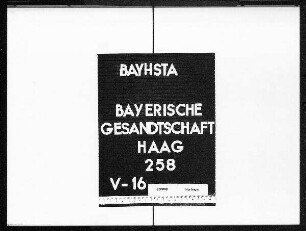 BAYHSTA
BAYERISCHE
GESANDTSCHAFT
HAAG
258
V-16